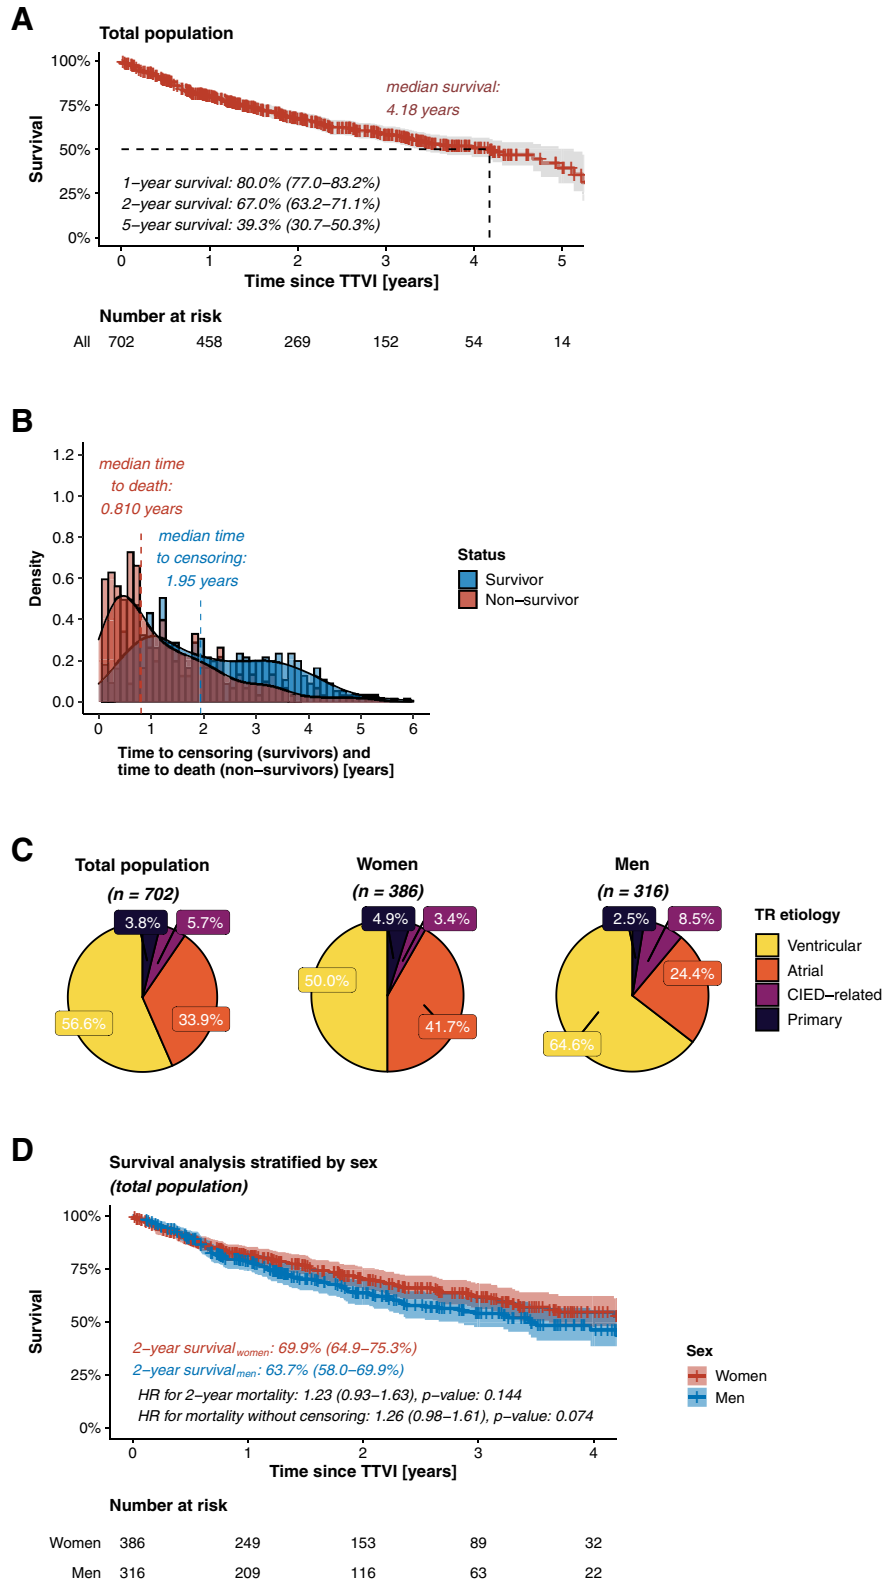 A
Total population
100%
75%
50%
25%
0%
Survival
median survival:
4.18 years
1–year survival: 80.0% (77.0–83.2%)
2–year survival: 67.0% (63.2–71.1%)
5–year survival: 39.3% (30.7–50.3%)
0 1 2 3 4 5
Time since TTVI [years]
Number at risk
All 702 458 269 152 54 14
B
1.2
1.0
0.8
0.6
0.4
0.2
0.0
Density
median time
to death:
0.810 years
median time
to censoring:
1.95 years
Status
Survivor
Non–survivor
0 1 2 3 4 5 6
Time to censoring (survivors) and
time to death (non–survivors) [years]
C
Total population
(n = 702)
3.8% 5.7%
56.6% 33.9%
Women
(n = 386)
4.9% 3.4%
50.0%
41.7%
Men
(n = 316)
2.5% 8.5%
24.4%
64.6%
TR etiology
Ventricular
Atrial
CIED–related
Primary
D
Survival analysis stratified by sex
(total population)
100%
75%
50%
25%
0%
Survival
2–year survival women: 69.9% (64.9–75.3%)
2–year survival men: 63.7% (58.0–69.9%)
HR for 2–year mortality: 1.23 (0.93–1.63), p–value: 0.144
HR for mortality without censoring: 1.26 (0.98–1.61), p–value: 0.074
Sex
Women
Men
0 1 2 3 4
Time since TTVI [years]
Number at risk
Women 386 249 153 89 32
Men 316 209 116 63 22